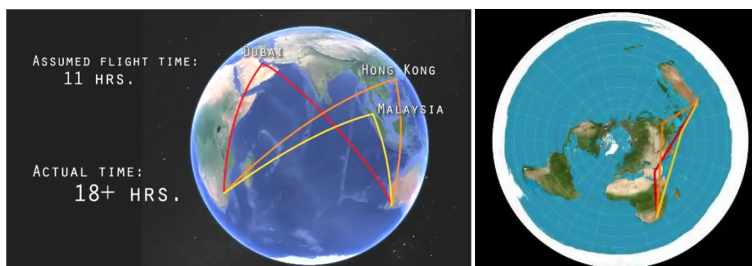 Dubai
Assumed flight time:
11 hrs.
Hong Kong
Malaysia
Actual time:
18+ hrs.